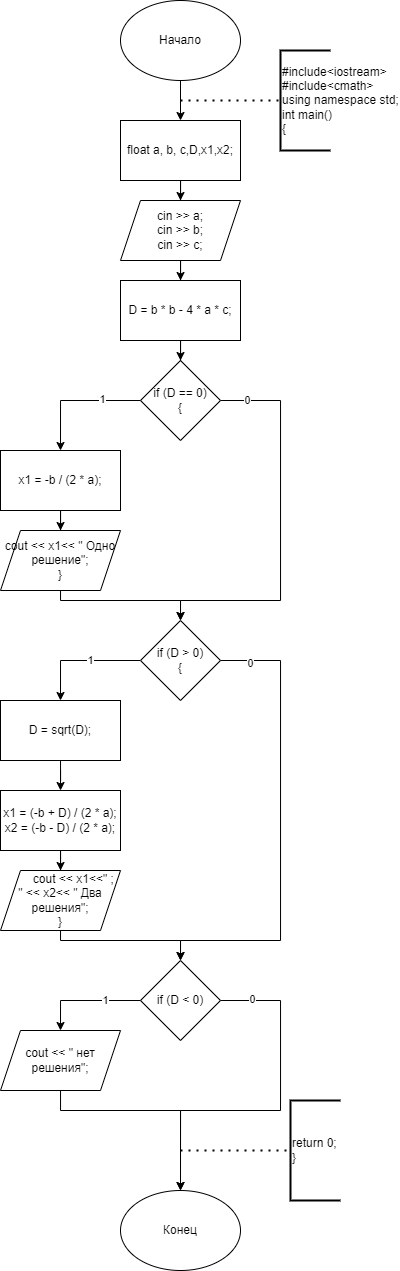 Начало
#include<iostream>
#include<cmath>
using namespace std;
int main()
{
float a, b, c,D,x1,x2;
cin >> a;
cin >> b;
cin >> c;
D = b * b - 4 * a * c;
if (D == 0)
{
1
0
x1 = -b / (2 * a);
cout << x1<< " Одно
решение";
}
if (D > 0)
{
1
0
D = sqrt(D);
x1 = (-b + D) / (2 * a);
x2 = (-b - D) / (2 * a);
cout << x1<<" ;
" << x2<< " Два
решения";
}
if (D < 0)
1
0
cout << " нет
решения";
return 0;
}
Конец